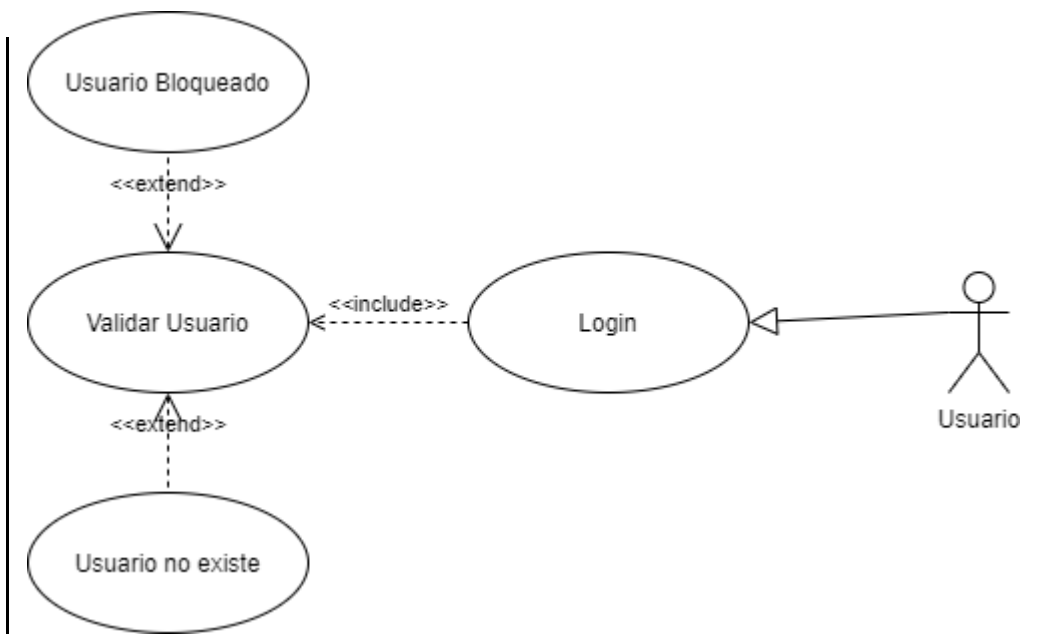 Usuario Bloqueado
<<extend>>
Validar Usuario
<<include>>
Login
Usuario
<<extend>>
Usuario no existe